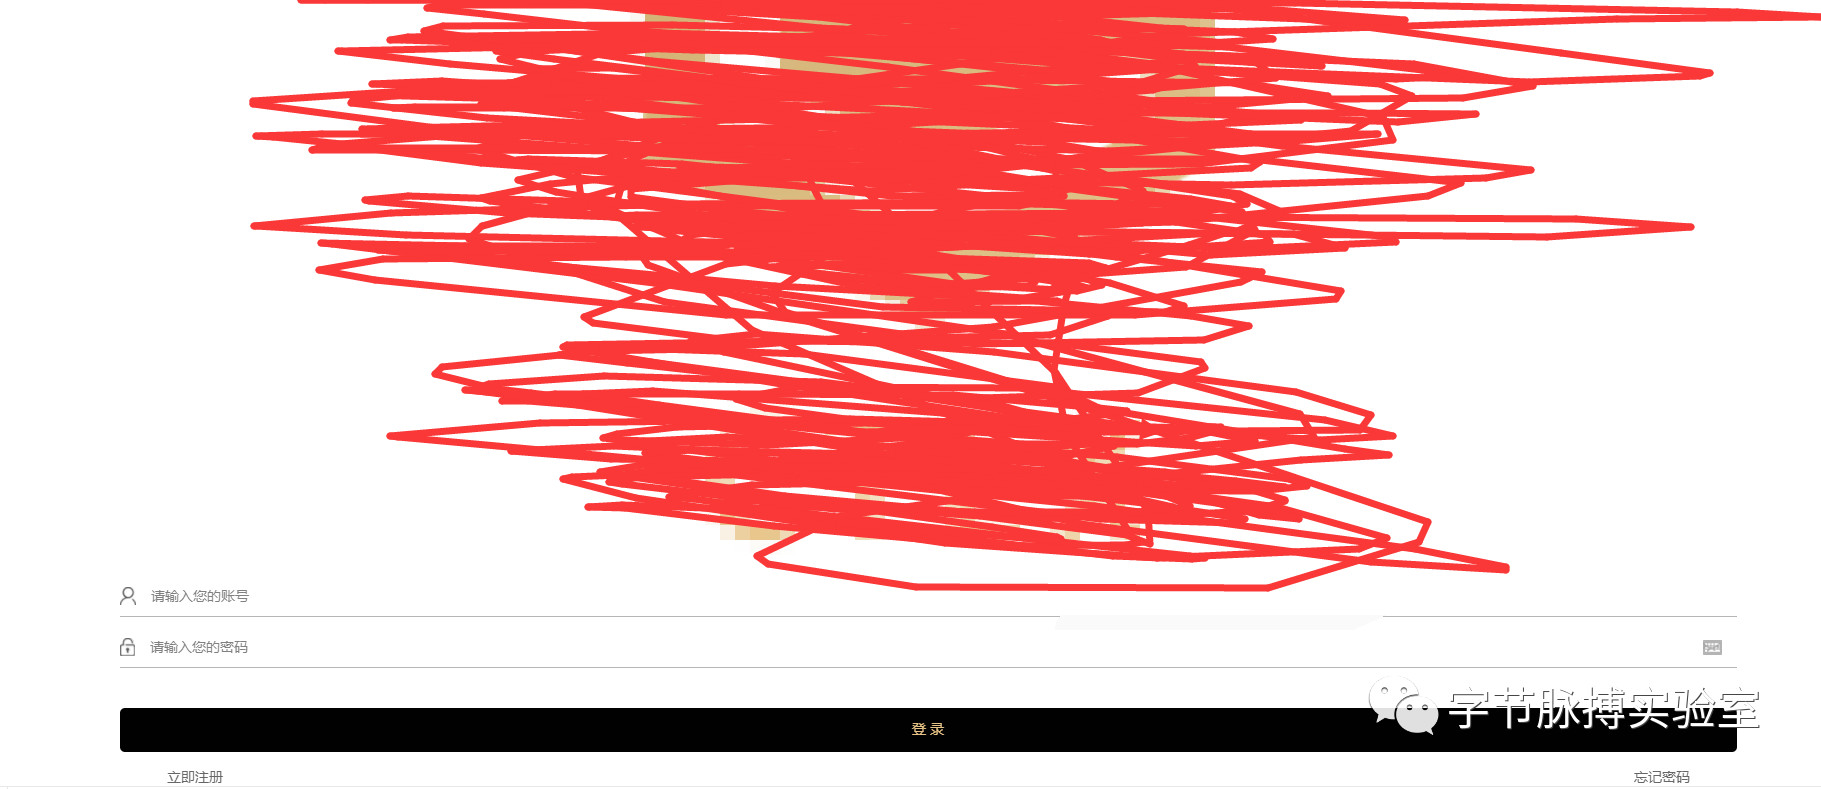 请输入您的账号
请输入您的密码
登录
字节脉搏实验室
立即注册
忘记密码